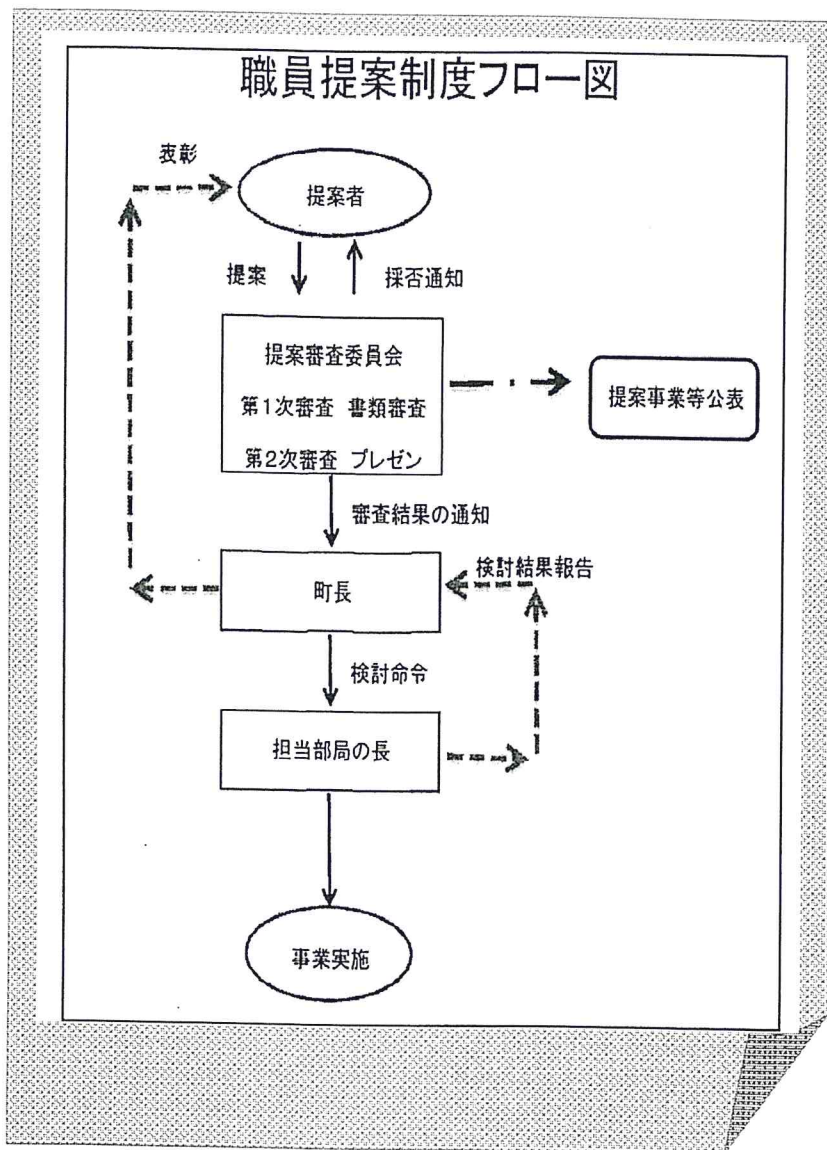 職員提案制度フロー図
表彰
提案者
提案
採否通知
提案審査委員会
第1次審査 書類審査
第2次審査 プレゼン
提案事業等公表
審査結果の通知
町長
検討結果報告
検討命令
担当部局の長
事業実施